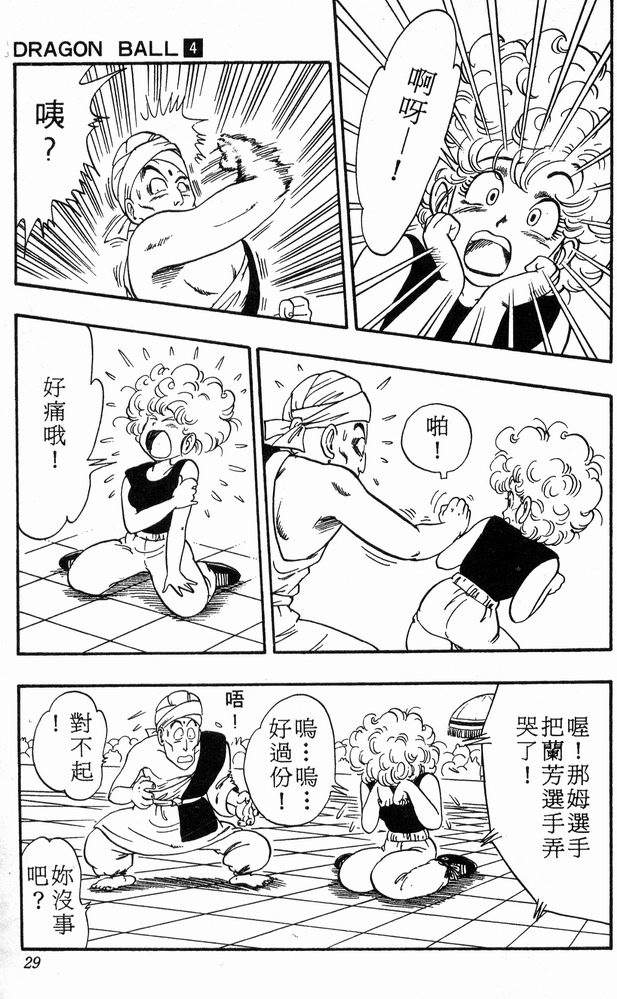 DRAGON BALL 4
啊呀—！
咦？
啪！
好痛哦！
喔！那姆選手
把蘭芳選手弄
哭了！
嗚…嗚…
好過份！
唔！
對不起
！
妳沒事
吧？
29